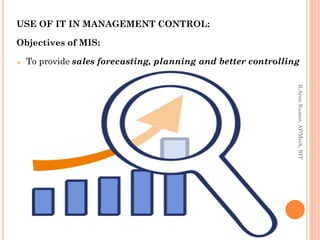 USE OF IT IN MANAGEMENT CONTROL:
Objectives of MIS:
To provide sales forecasting, planning and better controlling
R.Arun Kumar, AP/Mech, RIT